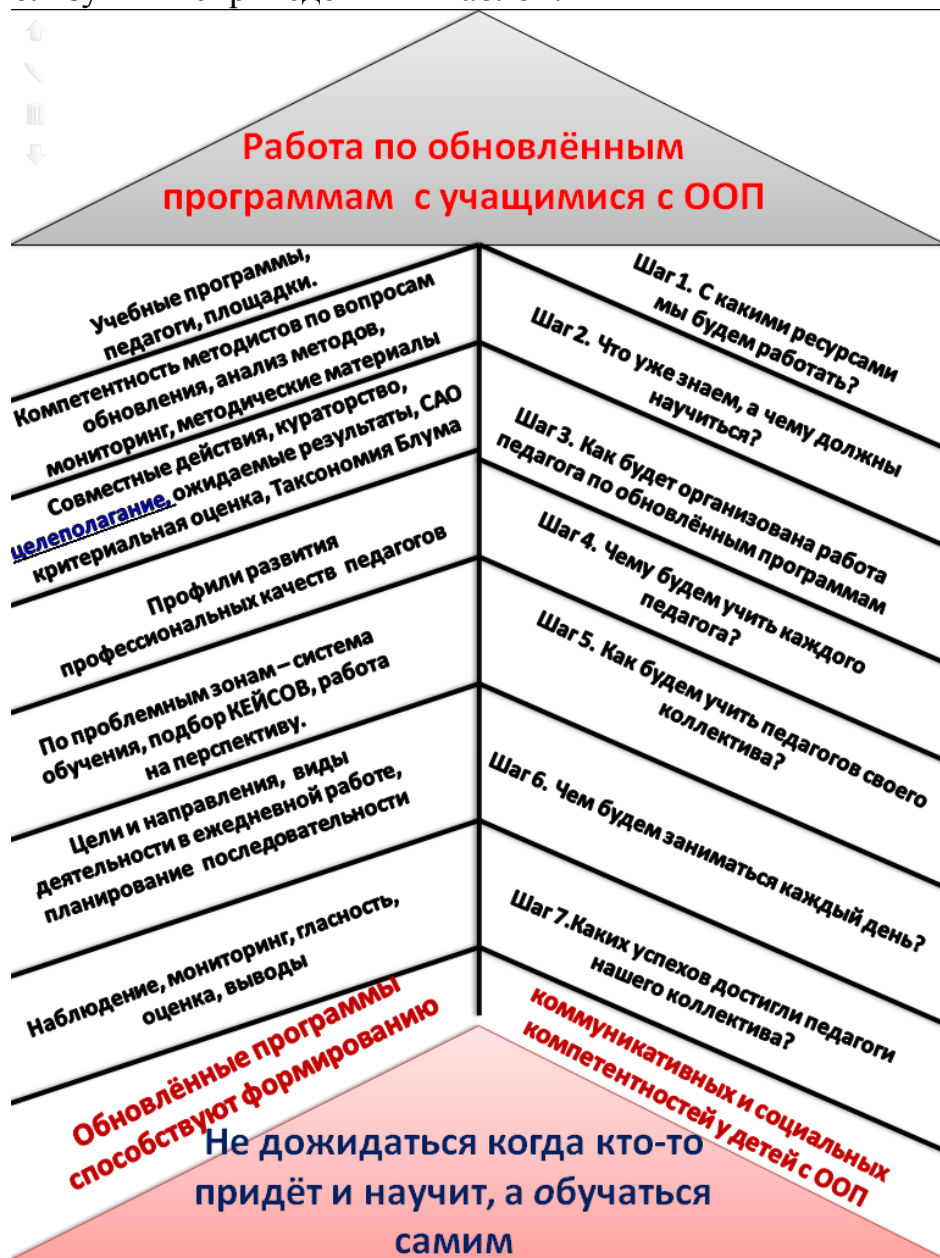 Работа по обновлённым
программам с учащимися с ООП
Учебные программы,
педагоги, площадки.
Шаг 1. С какими ресурсами
мы будем работать?
Компетентность методистов по вопросам
обновления, анализ методов,
мониторинг, методические материалы
Шаг 2. Что уже знаем, а чему должны
научиться?
Совместные действия, кураторство,
целеполагание, ожидаемые результаты, САО
критериальная оценка, Таксономия Блума
Шаг 3. Как будет организована работа
педагога по обновлённым программам
Профили развития
профессиональных качеств педагогов
Шаг 4. Чему будем учить каждого
педагога?
По проблемным зонам – система
обучения, подбор КЕЙСОВ, работа
на перспективу.
Шаг 5. Как будем учить педагогов своего
коллектива?
Цели и направления, виды
деятельности в ежедневной работе,
планирование последовательности
Шаг 6. Чем будем заниматься каждый день?
Наблюдение, мониторинг, гласность,
оценка, выводы
Шаг 7.Каких успехов достигли педагоги
нашего коллектива?
Обновлённые программы
способствуют формированию
коммуникативных и социальных
компетентностей у детей с ООП
Не дожидаться когда кто-то
придёт и научит, а обучаться
самим